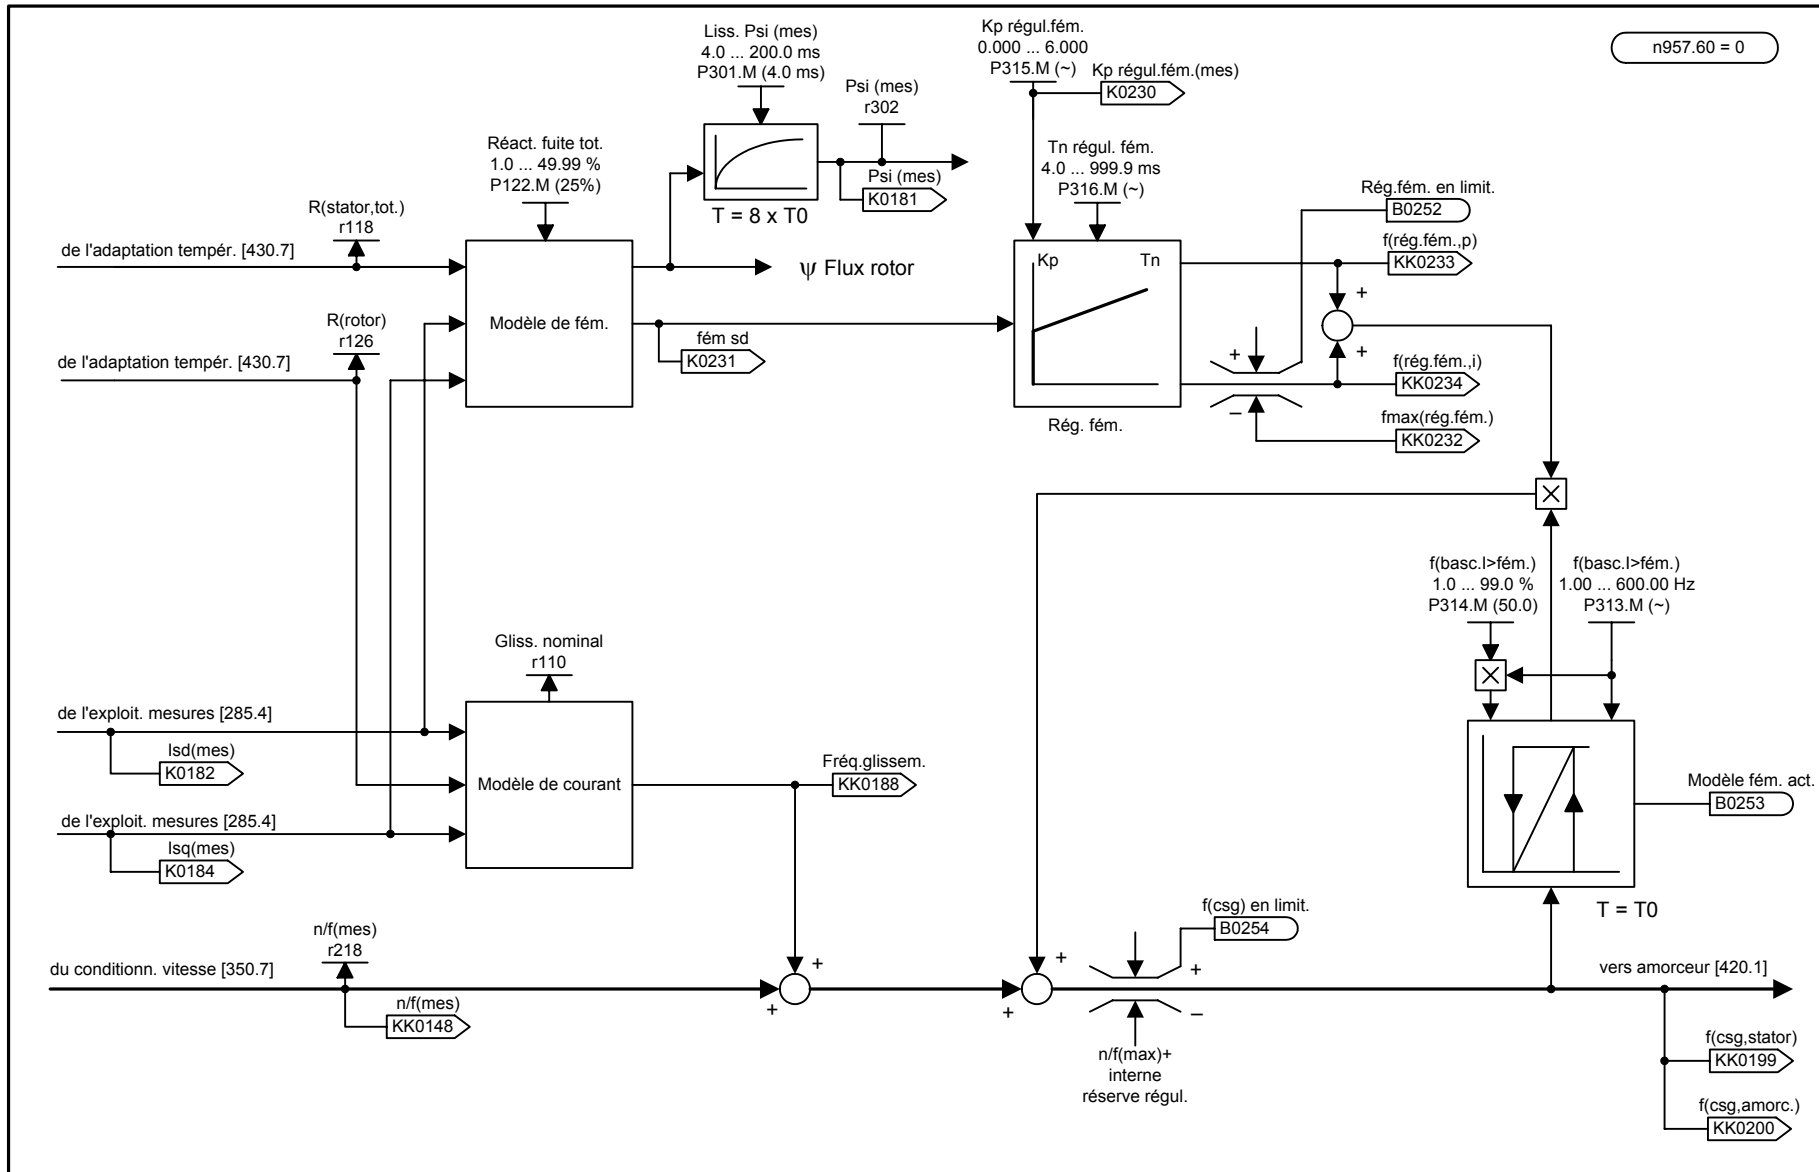 Liss. Psi (mes)
4.0 ... 200.0 ms
P301.M (4.0 ms)
Kp régul.fém.
0.000 ... 6.000
P315.M (~)
Kp régul.fém.(mes)
K0230
n957.60 = 0
Psi (mes)
r302
Réact. fuite tot.
1.0 ... 49.99 %
P122.M (25%)
Tn régul. fém.
4.0 ... 999.9 ms
P316.M (~)
Psi (mes)
K0181
T = 8 x T0
Rég.fém. en limit.
B0252
R(stator,tot.)
r118
de l'adaptation tempér. [430.7]
ψ Flux rotor
Kp Tn
f(rég.fém.,p)
KK0233
+
R(rotor)
r126
Modèle de fém.
fém sd
K0231
de l'adaptation tempér. [430.7]
+
+
f(rég.fém.,i)
KK0234
–
fmax(rég.fém.)
KK0232
Rég. fém.
f(basc.I>fém.)
1.0 ... 99.0 %
P314.M (50.0)
f(basc.I>fém.)
1.00 ... 600.00 Hz
P313.M (~)
Gliss. nominal
r110
de l'exploit. mesures [285.4]
Isd(mes)
K0182
Modèle de courant
Fréq.glissem.
KK0188
Modèle fém. act.
B0253
de l'exploit. mesures [285.4]
Isq(mes)
K0184
T = T0
f(csg) en limit.
B0254
n/f(mes)
r218
du conditionn. vitesse [350.7]
+
+
+
+
+
–
vers amorceur [420.1]
n/f(mes)
KK0148
n/f(max)+
interne
réserve régul.
f(csg,stator)
KK0199
f(csg,amorc.)
KK0200